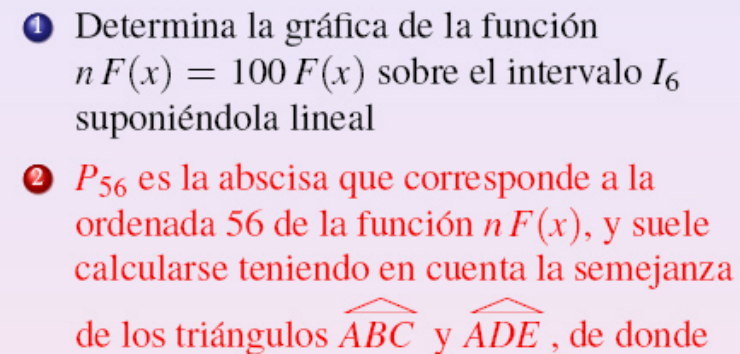 1 Determina la gráfica de la función
n F(x) = 100 F(x) sobre el intervalo I₆
suponiéndola lineal
2 P₅₆ es la abscisa que corresponde a la
ordenada 56 de la función n F(x), y suele
calcularse teniendo en cuenta la semejanza
de los triángulos ABC y ADE , de donde